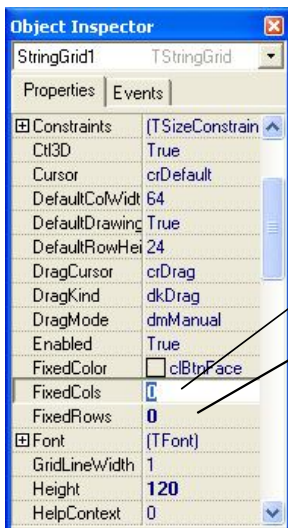 Object Inspector
StringGrid1 TStringGrid
Properties Events
Constraints (TSizeConstrain
Ctl3D True
Cursor crDefault
DefaultColWidt 64
DefaultDrawing True
DefaultRowHei 24
DragCursor crDrag
DragKind dkDrag
DragMode dmManual
Enabled True
FixedColor clBtnFace
FixedCols 0
FixedRows 0
Font (TFont)
GridLineWidth 1
Height 120
HelpContext 0